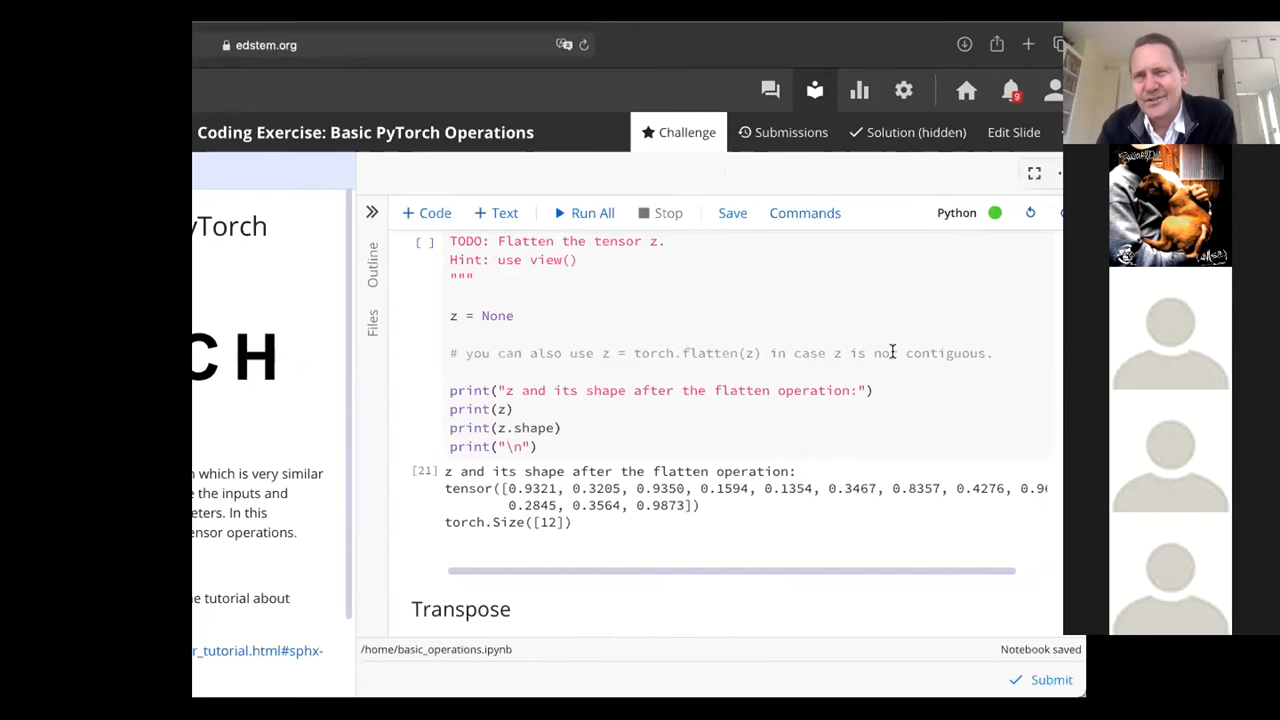 edstem.org
9
Coding Exercise: Basic PyTorch Operations
Challenge
Submissions
Solution (hidden)
Edit Slide
yTorch
C H
n which is very similar
e the inputs and
eters. In this
ensor operations.
ne tutorial about
r_tutorial.html#sphx-
+ Code
+ Text
Run All
Stop
Save
Commands
Python
Outline
Files
[ ]
TODO: Flatten the tensor z.
Hint: use view()
"""
z = None
# you can also use z = torch.flatten(z) in case z is not contiguous.
print("z and its shape after the flatten operation:")
print(z)
print(z.shape)
print("\n")
[21]
z and its shape after the flatten operation:
tensor([0.9321, 0.3205, 0.9350, 0.1594, 0.1354, 0.3467, 0.8357, 0.4276, 0.96
0.2845, 0.3564, 0.9873])
torch.Size([12])
Transpose
/home/basic_operations.ipynb
Notebook saved
Submit